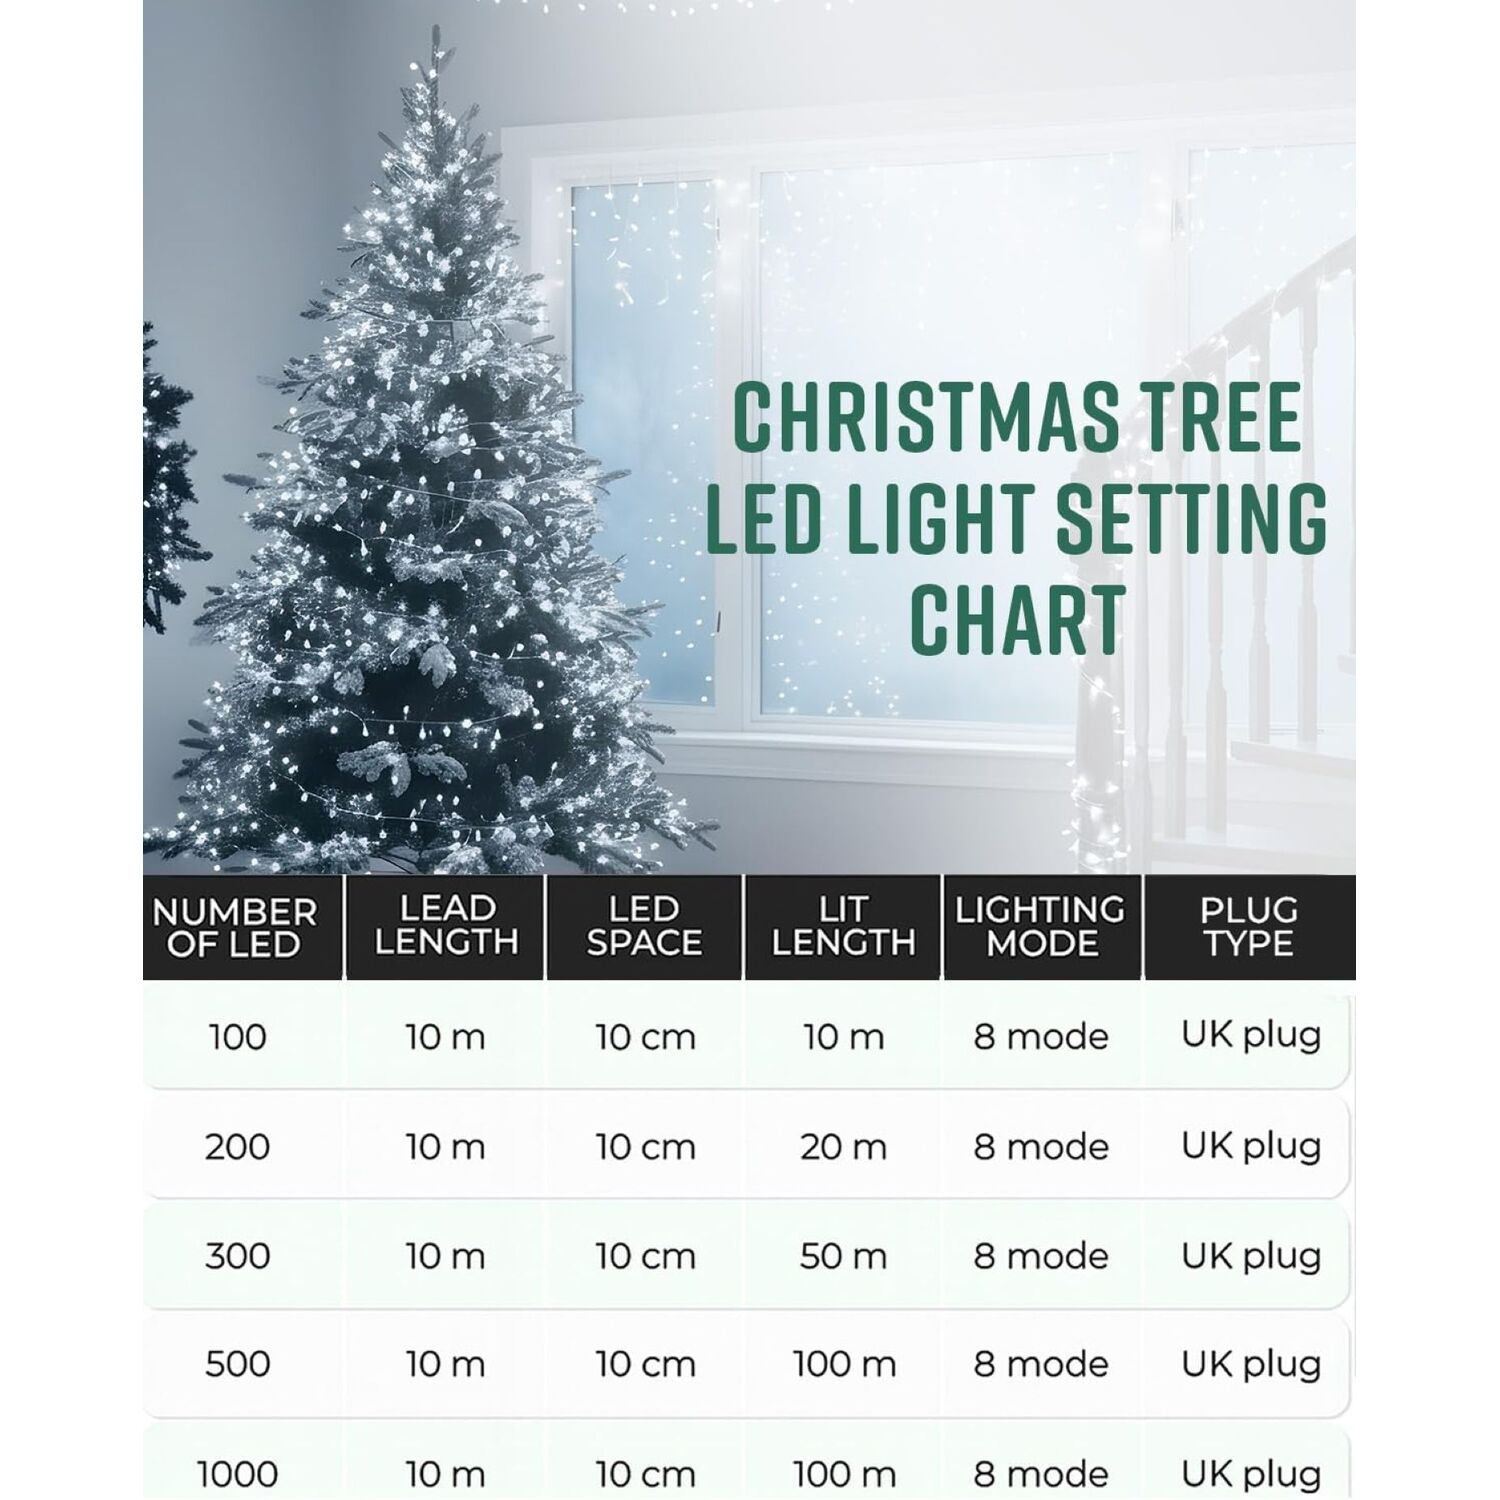 CHRISTMAS TREE
LED LIGHT SETTING
CHART
NUMBER OF LED LEAD LENGTH LED SPACE LIT LENGTH LIGHTING MODE PLUG TYPE
100 10 m 10 cm 10 m 8 mode UK plug
200 10 m 10 cm 20 m 8 mode UK plug
300 10 m 10 cm 50 m 8 mode UK plug
500 10 m 10 cm 100 m 8 mode UK plug
1000 10 m 10 cm 100 m 8 mode UK plug